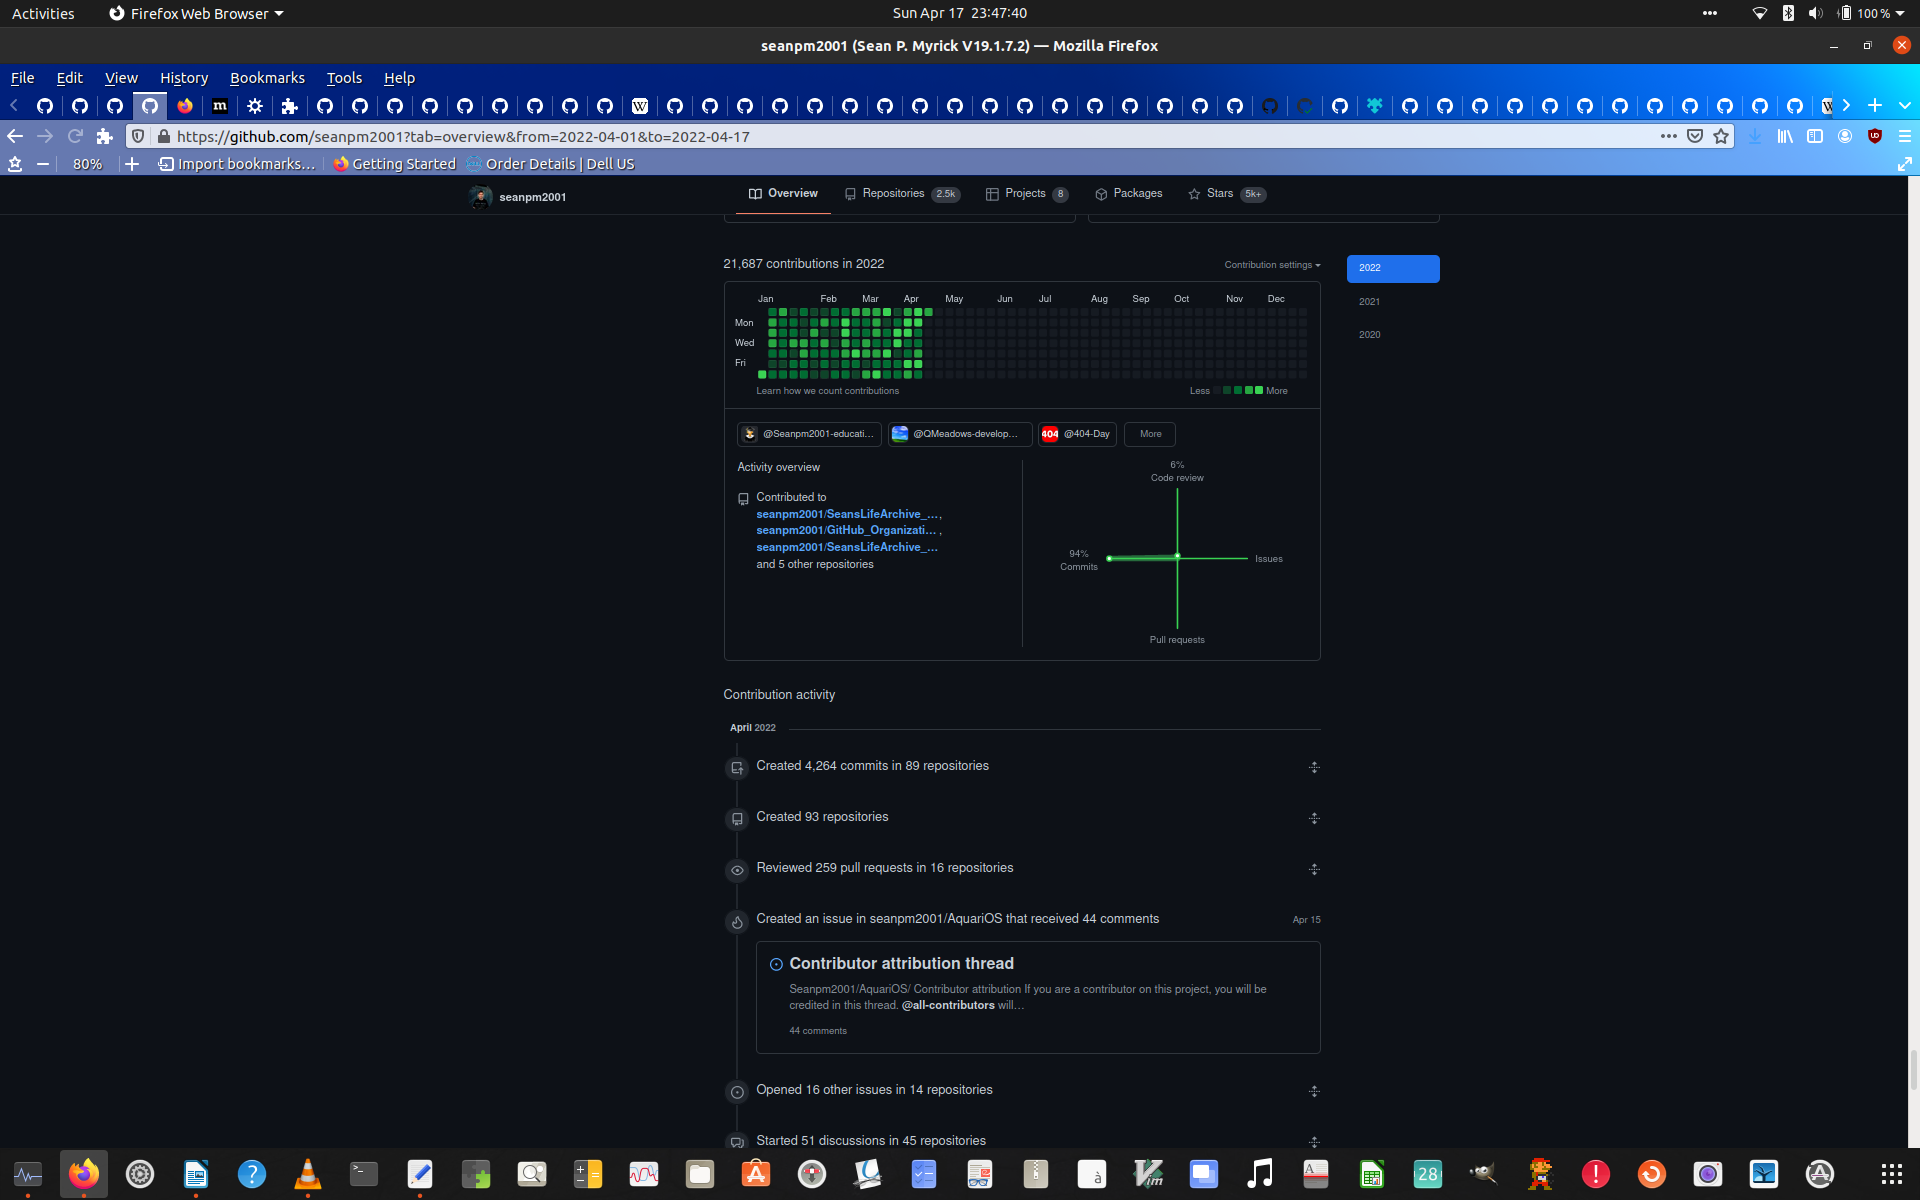 Activities
Firefox Web Browser
Sun Apr 17 23:47:40
100 %
seanpm2001 (Sean P. Myrick V19.1.7.2) — Mozilla Firefox
File Edit View History Bookmarks Tools Help
https://github.com/seanpm2001?tab=overview&from=2022-04-01&to=2022-04-17
80% Import bookmarks... Getting Started Order Details | Dell US
seanpm2001
Overview Repositories 2.5k Projects 8 Packages Stars 5k+
21,687 contributions in 2022
Contribution settings
2022
2021
2020
Jan Feb Mar Apr May Jun Jul Aug Sep Oct Nov Dec
Mon
Wed
Fri
Learn how we count contributions
Less More
@Seanpm2001-educati...
@QMeadows-develop...
404 @404-Day
More
Activity overview
Contributed to
seanpm2001/SeansLifeArchive_...,
seanpm2001/GitHub_Organizati... ,
seanpm2001/SeansLifeArchive_...
and 5 other repositories
6%
Code review
94%
Commits
Issues
Pull requests
Contribution activity
April 2022
Created 4,264 commits in 89 repositories
Created 93 repositories
Reviewed 259 pull requests in 16 repositories
Created an issue in seanpm2001/AquariOS that received 44 comments
Apr 15
Contributor attribution thread
Seanpm2001/AquariOS/ Contributor attribution If you are a contributor on this project, you will be
credited in this thread. @all-contributors will...
44 comments
Opened 16 other issues in 14 repositories
Started 51 discussions in 45 repositories
28